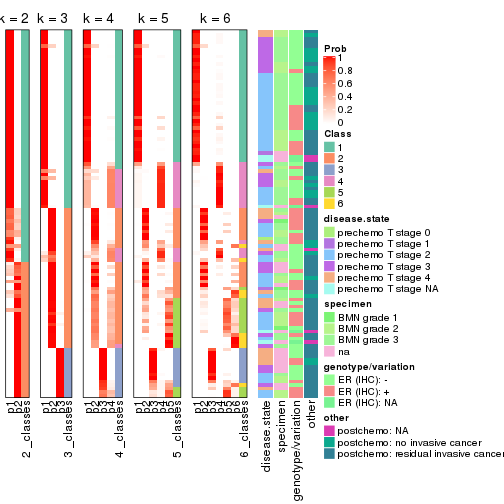 k = 2 k = 3 k = 4 k = 5 k = 6
Prob
1
0.8
0.6
0.4
0.2
0
Class
1
2
3
4
5
6
disease.state
prechemo T stage 0
prechemo T stage 1
prechemo T stage 2
prechemo T stage 3
prechemo T stage 4
prechemo T stage NA
specimen
BMN grade 1
BMN grade 2
BMN grade 3
na
genotype/variation
ER (IHC): -
ER (IHC): +
ER (IHC): NA
other
postchemo: NA
postchemo: no invasive cancer
postchemo: residual invasive cancer
p1 p2 2_classes
p1 p2 p3 3_classes
p1 p2 p3 p4 4_classes
p1 p2 p3 p4 p5 5_classes
p1 p2 p3 p4 p5 p6 6_classes
disease.state
specimen
genotype/variation
other